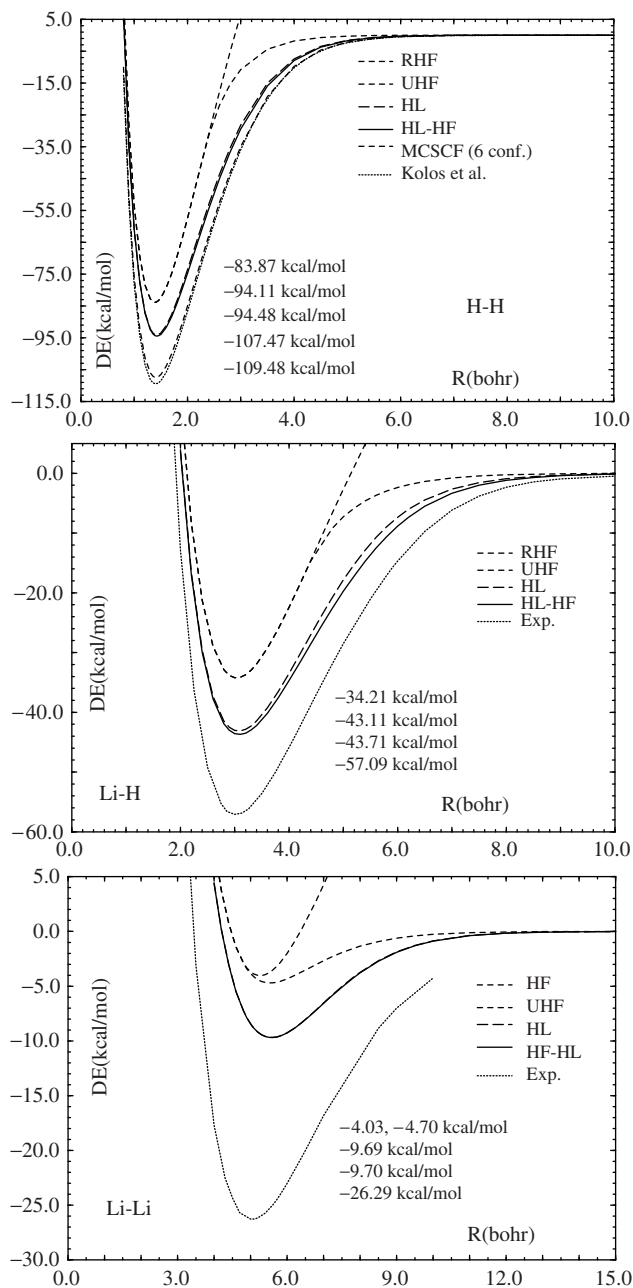 5.0
−15.0
−35.0
−55.0
−75.0
−95.0
−115.0
DE(kcal/mol)
RHF
UHF
HL
HL-HF
MCSCF (6 conf.)
Kolos et al.
−83.87 kcal/mol
−94.11 kcal/mol
−94.48 kcal/mol
−107.47 kcal/mol
−109.48 kcal/mol
H-H
R(bohr)
0.0 2.0 4.0 6.0 8.0 10.0
0.0
−20.0
−40.0
−60.0
DE(kcal/mol)
RHF
UHF
HL
HL-HF
Exp.
−34.21 kcal/mol
−43.11 kcal/mol
−43.71 kcal/mol
−57.09 kcal/mol
Li-H
R(bohr)
0.0 2.0 4.0 6.0 8.0 10.0
5.0
0.0
−5.0
−10.0
−15.0
−20.0
−25.0
−30.0
DE(kcal/mol)
HF
UHF
HL
HF-HL
Exp.
−4.03, −4.70 kcal/mol
−9.69 kcal/mol
−9.70 kcal/mol
−26.29 kcal/mol
Li-Li
R(bohr)
0.0 3.0 6.0 9.0 12.0 15.0